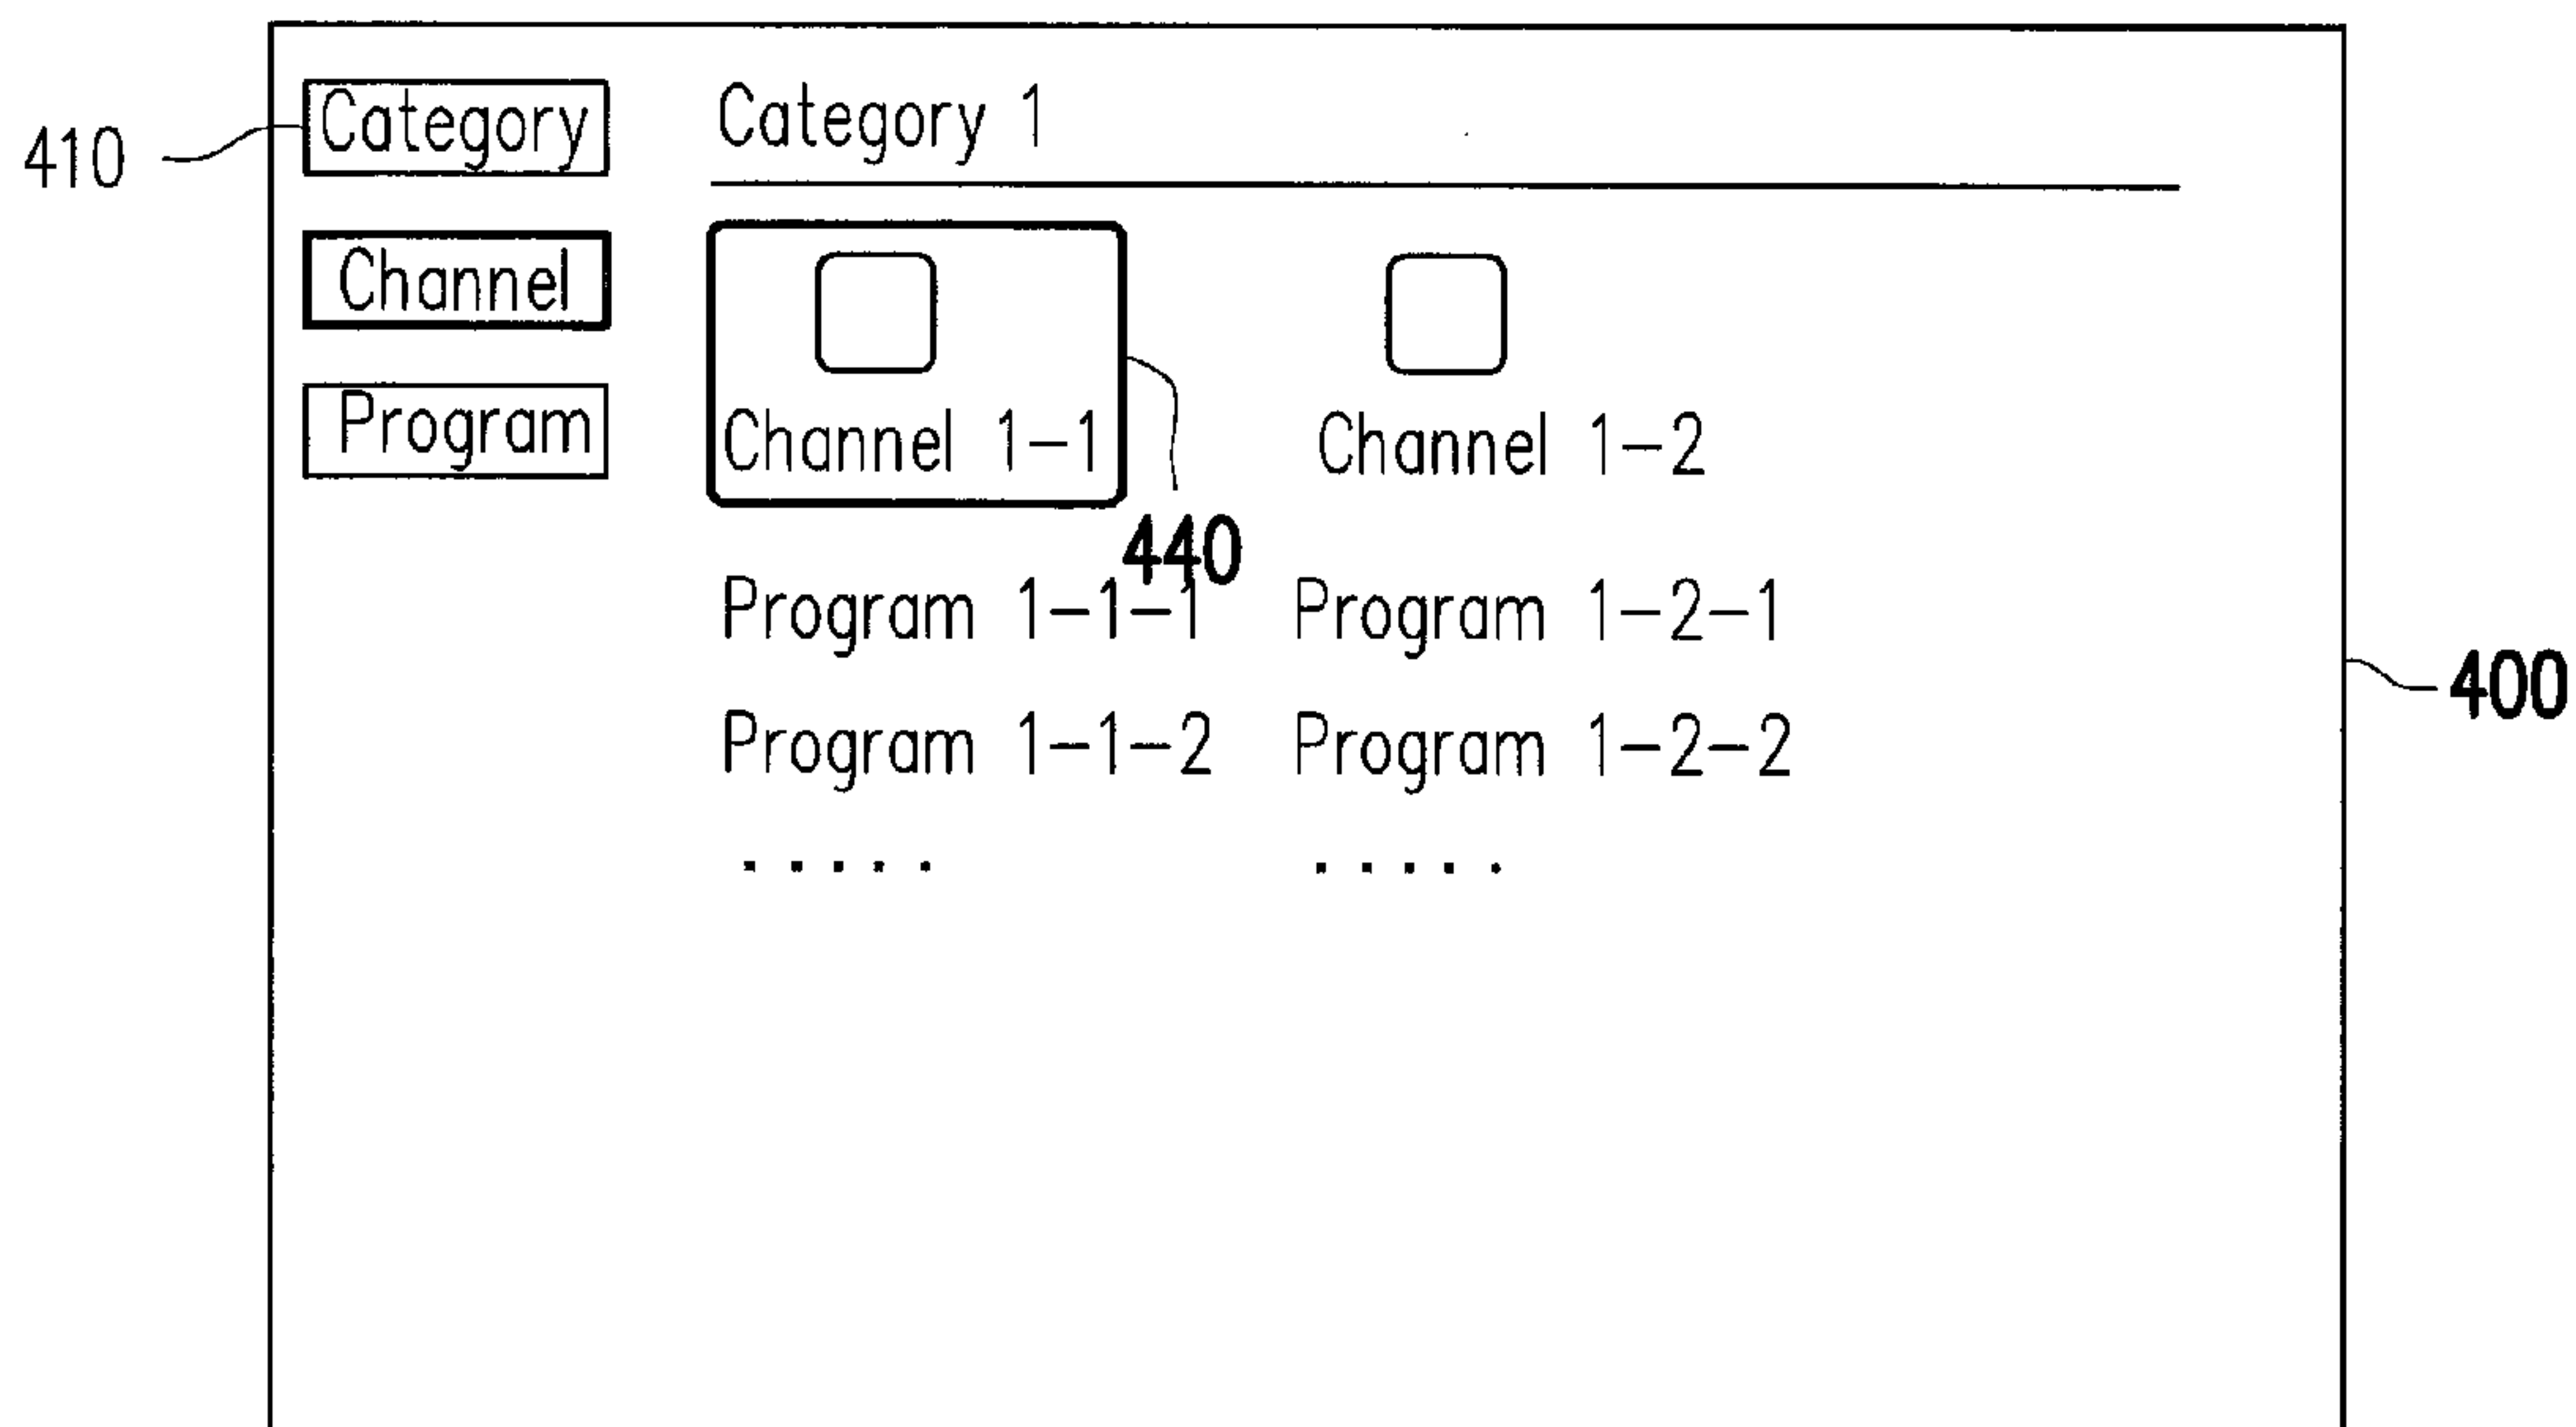 410
Category
Channel
Program
Category 1
Channel 1-1
Channel 1-2
440
Program 1-1-1
Program 1-2-1
Program 1-1-2
Program 1-2-2
.....
.....
400